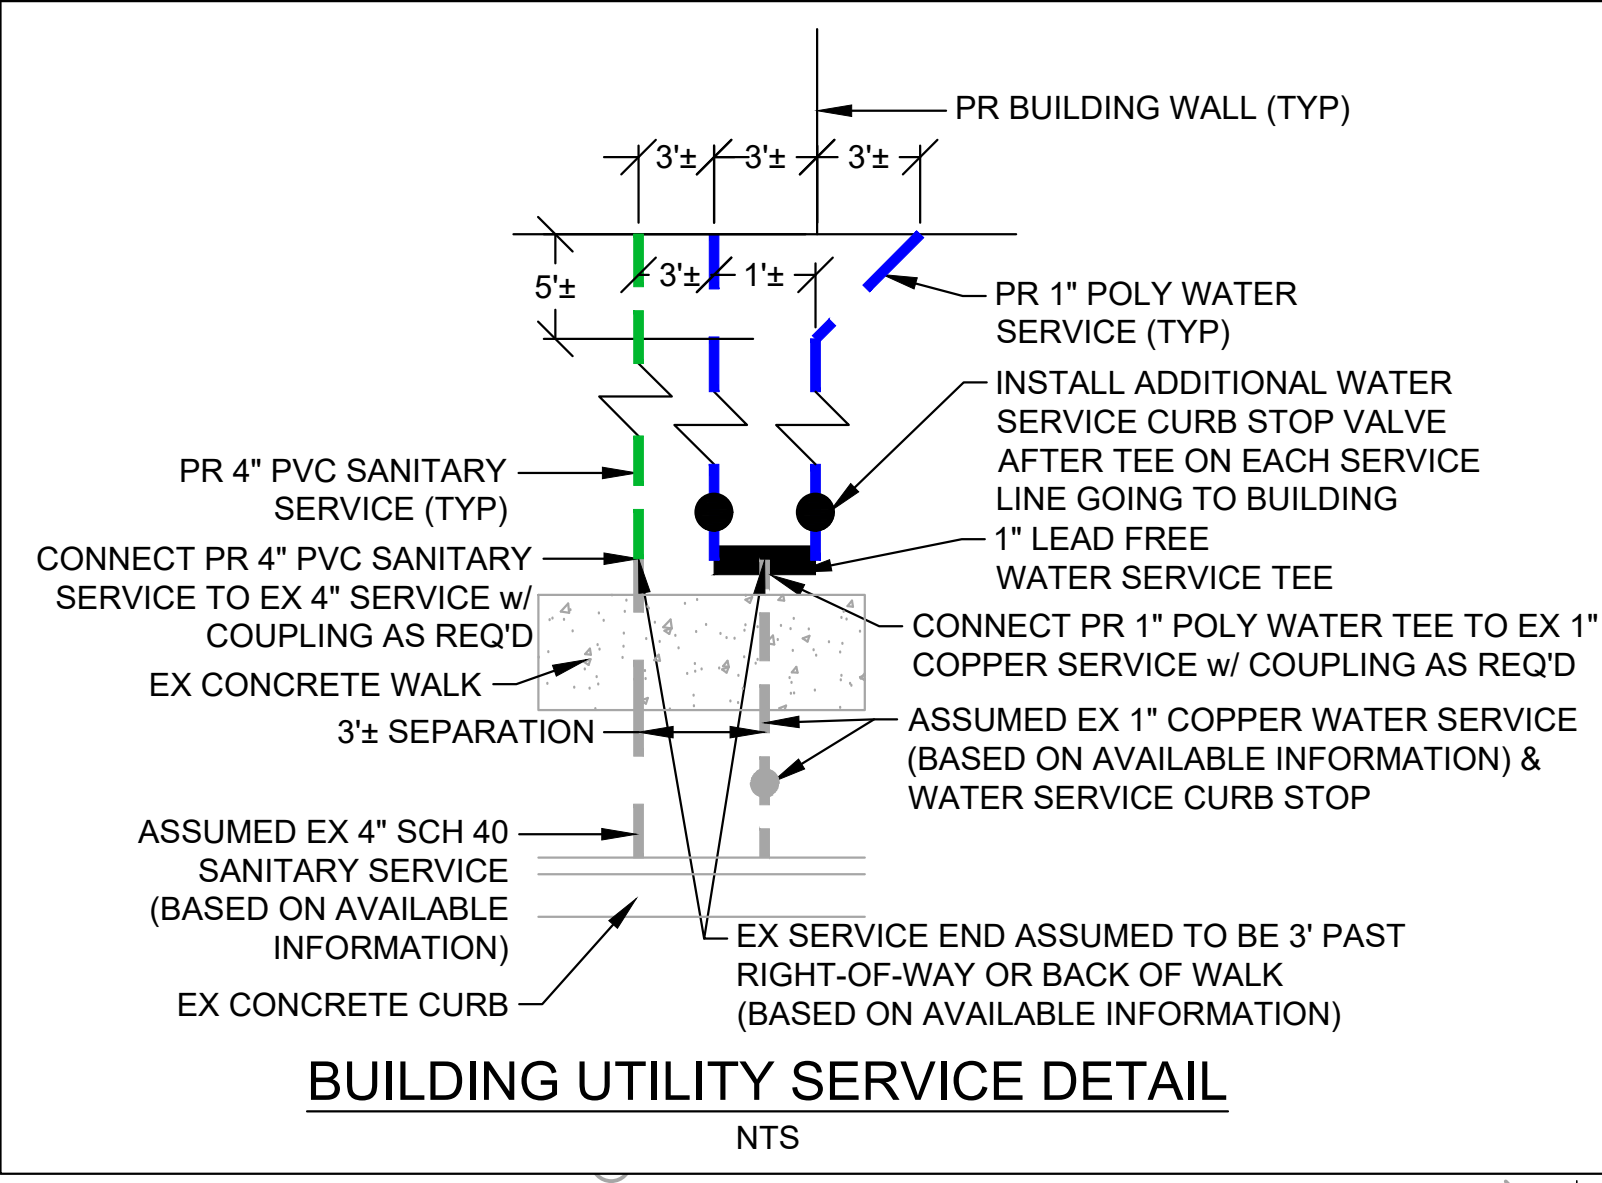 PR BUILDING WALL (TYP)
3'± 3'± 3'±
3'± 1'±
5'±
PR 1" POLY WATER
SERVICE (TYP)
INSTALL ADDITIONAL WATER
SERVICE CURB STOP VALVE
AFTER TEE ON EACH SERVICE
LINE GOING TO BUILDING
PR 4" PVC SANITARY
SERVICE (TYP)
1" LEAD FREE
WATER SERVICE TEE
CONNECT PR 4" PVC SANITARY
SERVICE TO EX 4" SERVICE w/
COUPLING AS REQ'D
CONNECT PR 1" POLY WATER TEE TO EX 1"
COPPER SERVICE w/ COUPLING AS REQ'D
EX CONCRETE WALK
3'± SEPARATION
ASSUMED EX 1" COPPER WATER SERVICE
(BASED ON AVAILABLE INFORMATION) &
WATER SERVICE CURB STOP
ASSUMED EX 4" SCH 40
SANITARY SERVICE
(BASED ON AVAILABLE
INFORMATION)
EX SERVICE END ASSUMED TO BE 3' PAST
RIGHT-OF-WAY OR BACK OF WALK
(BASED ON AVAILABLE INFORMATION)
EX CONCRETE CURB
BUILDING UTILITY SERVICE DETAIL
NTS